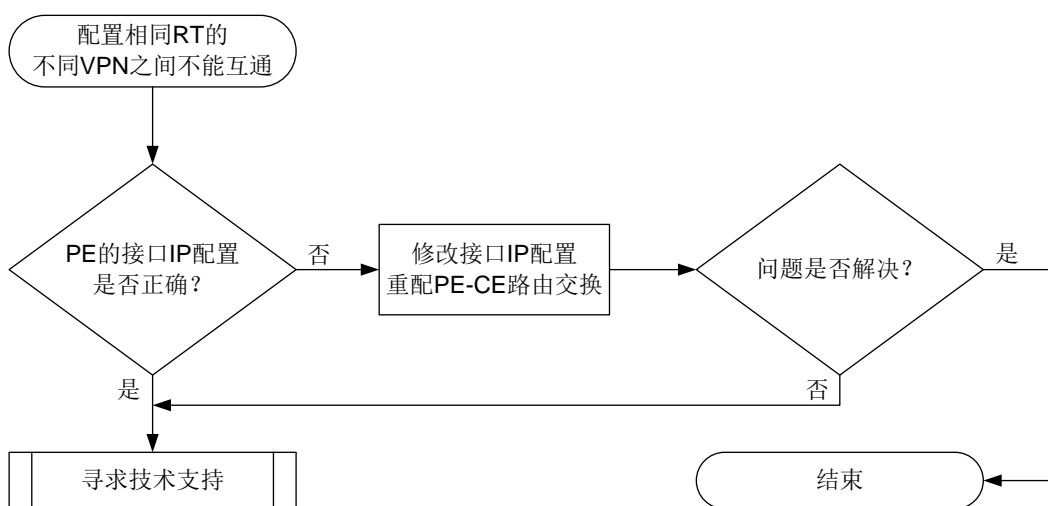 配置相同RT的
不同VPN之间不能互通
PE的接口IP配置
是否正确？
否
修改接口IP配置
重配PE-CE路由交换
问题是否解决？
是
是
否
寻求技术支持
结束